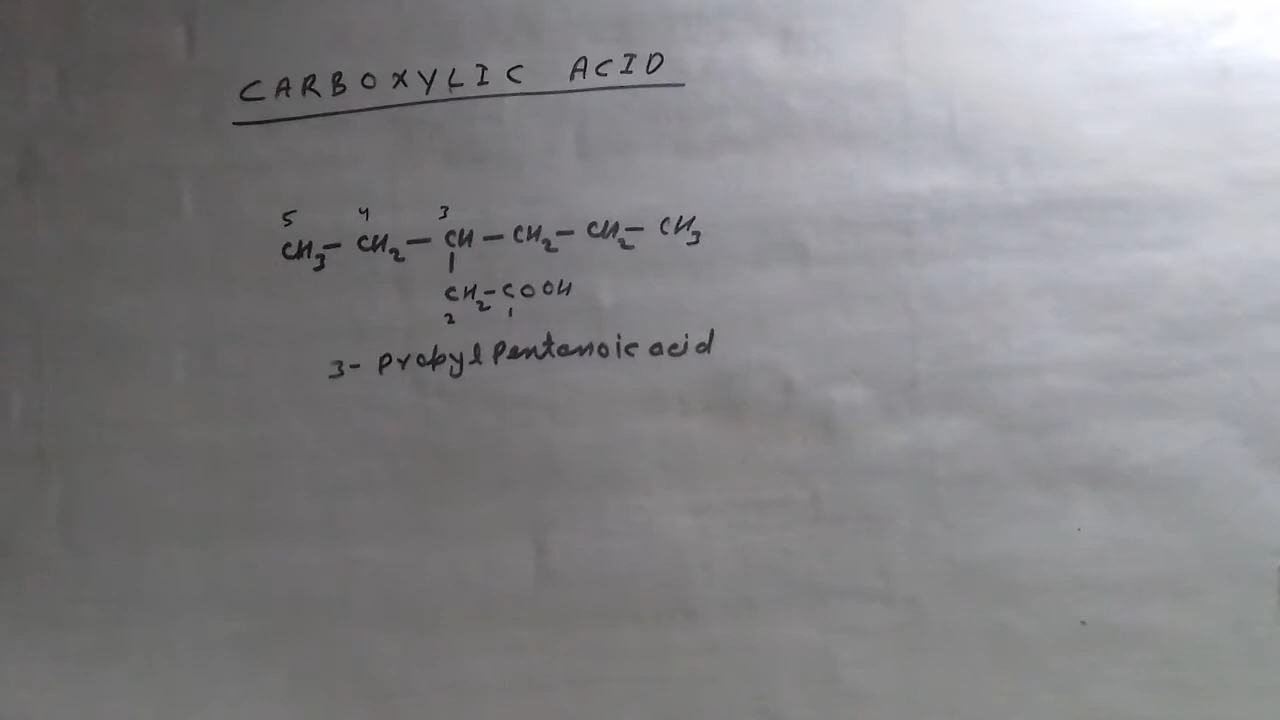 CARBOXYLIC ACID
5 4 3
CH3- CH2- CH - CH2- CH2- CH3
|
CH2-COOH
2 1
3- Propyl Pentanoic acid